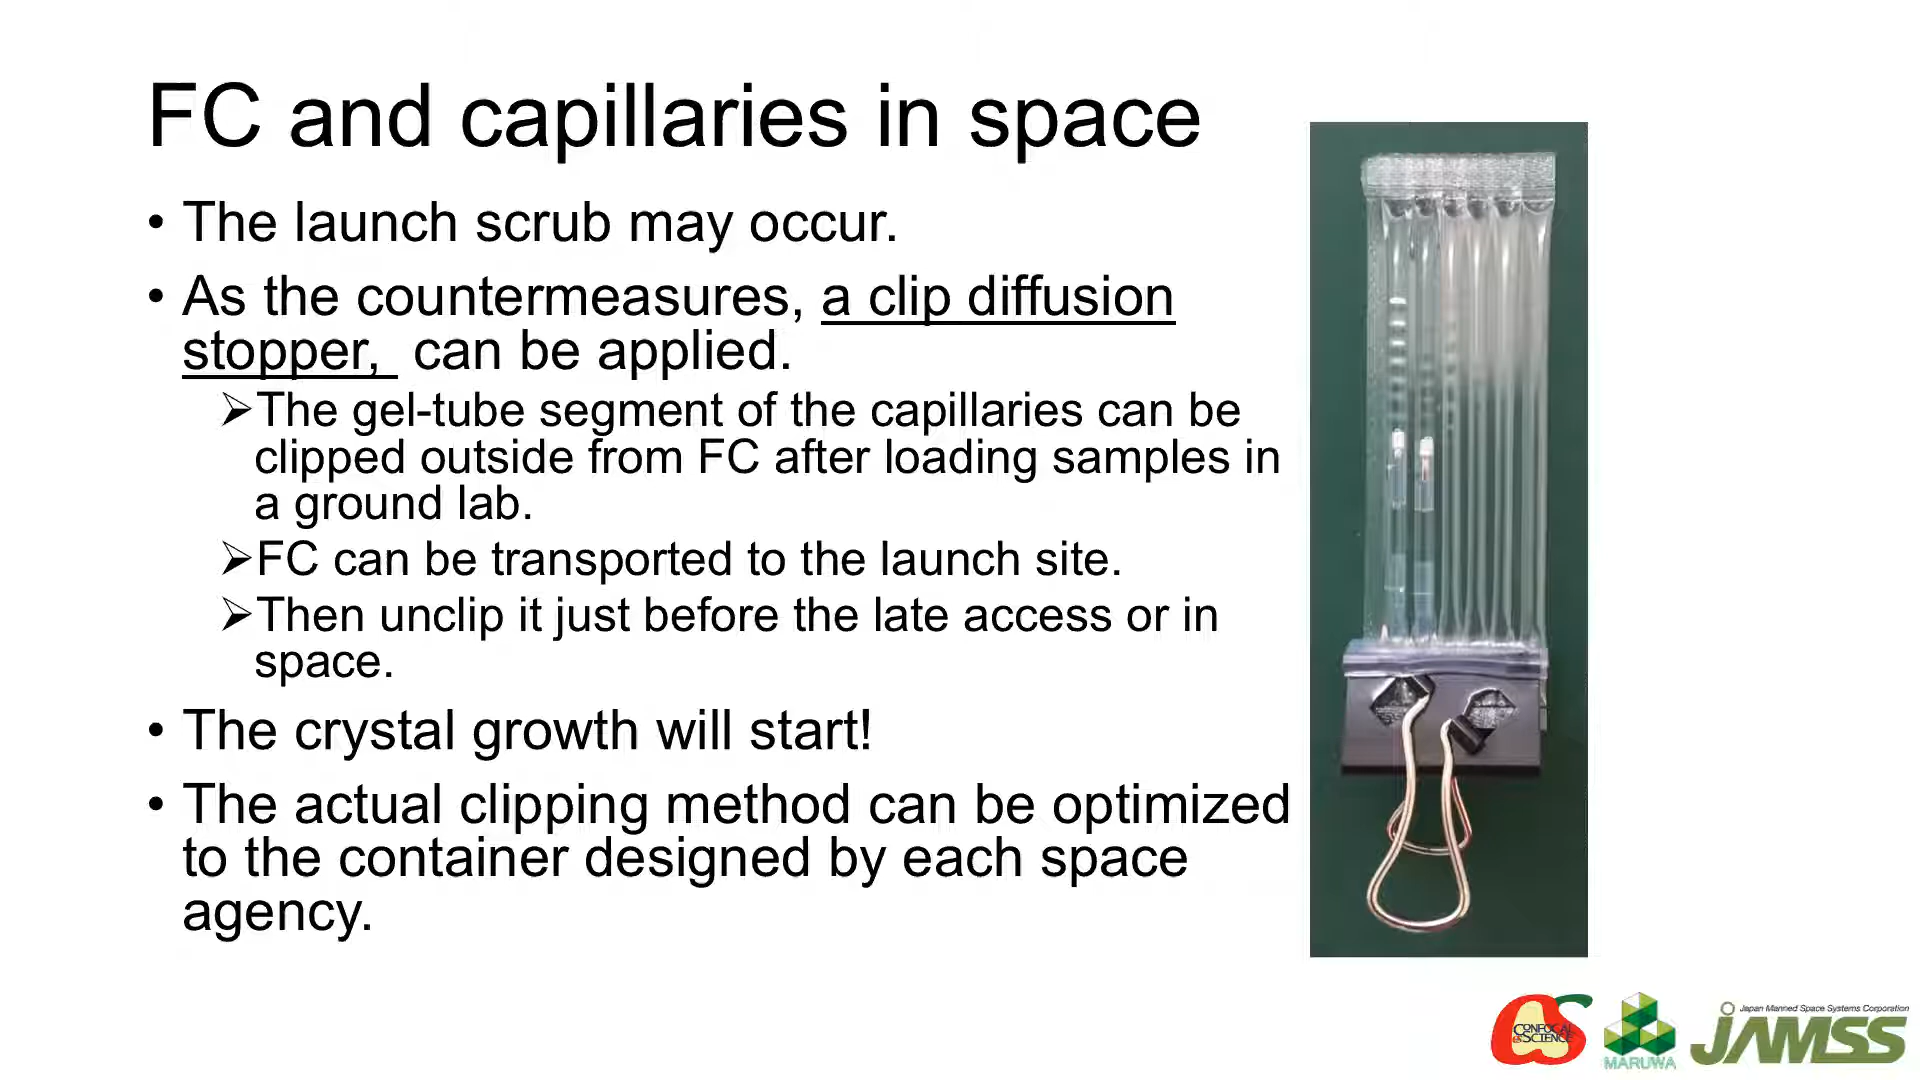 FC and capillaries in space
• The launch scrub may occur.
• As the countermeasures, a clip diffusion
stopper, can be applied.
➢The gel-tube segment of the capillaries can be
clipped outside from FC after loading samples in
a ground lab.
➢FC can be transported to the launch site.
➢Then unclip it just before the late access or in
space.
• The crystal growth will start!
• The actual clipping method can be optimized
to the container designed by each space
agency.
CONFOCAL
eSCIENCE
MARUWA
Japan Manned Space Systems Corporation
JAMSS